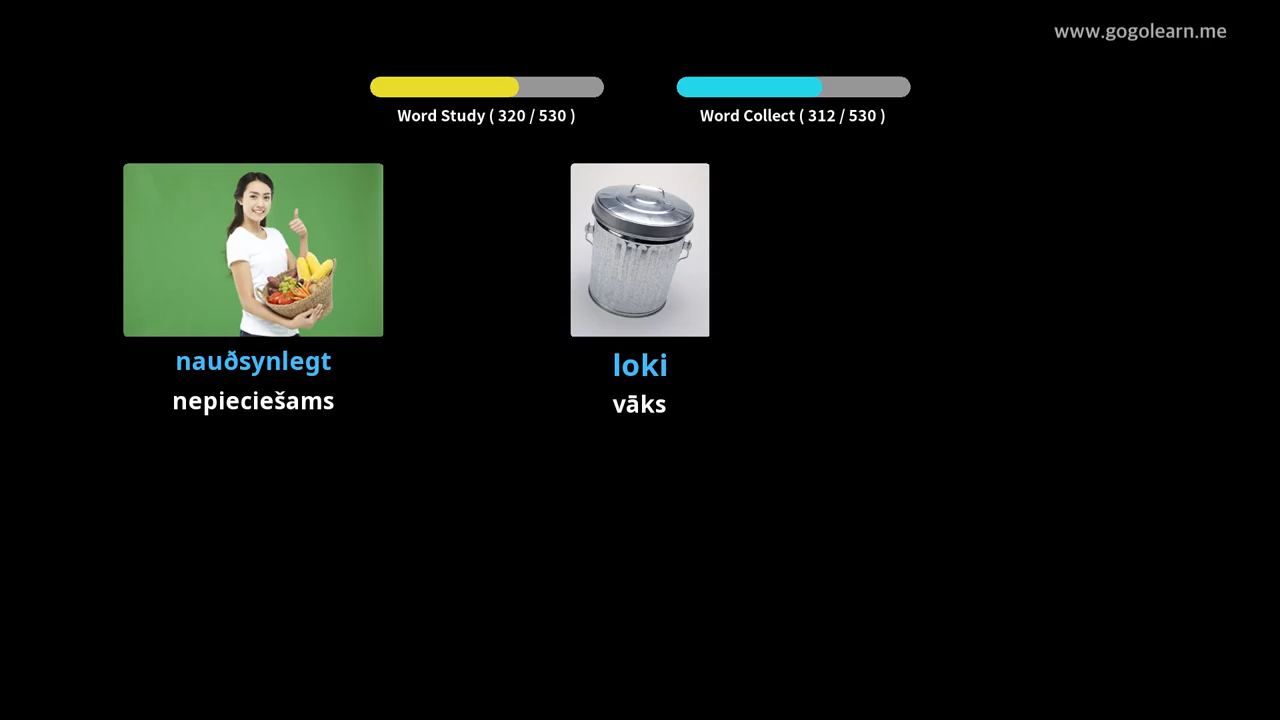 www.gogolearn.me
Word Study ( 320 / 530 )
Word Collect ( 312 / 530 )
nauðsynlegt
nepieciešams
loki
vāks